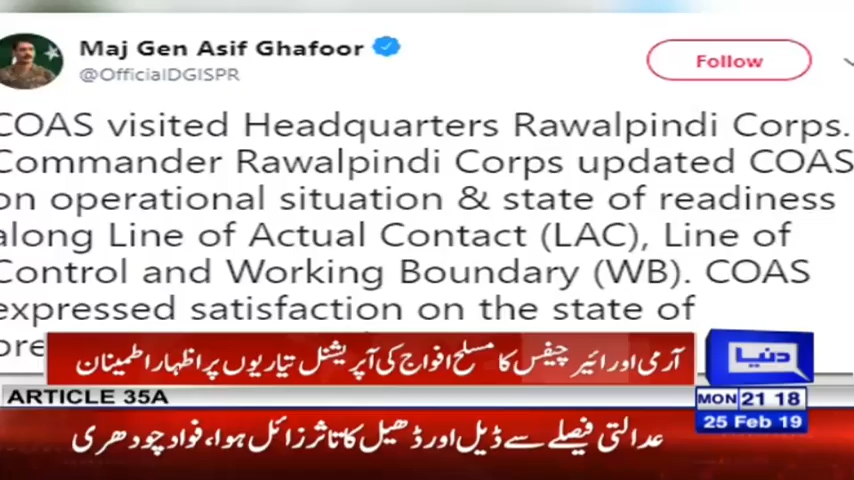 Maj Gen Asif Ghafoor
@OfficialDGISPR
Follow
COAS visited Headquarters Rawalpindi Corps.
Commander Rawalpindi Corps updated COAS
on operational situation & state of readiness
along Line of Actual Contact (LAC), Line of
Control and Working Boundary (WB). COAS
expressed satisfaction on the state of
آرمی اور ائیر چیفس کا مسلح افواج کی آپریشنل تیاریوں پر اظہار اطمینان
دنیا
ARTICLE 35A
MON 21 18
25 Feb 19
عدالتی فیصلے سے ڈیل اور ڈھیل کا تاثر زائل ہوا، فواد چودھری